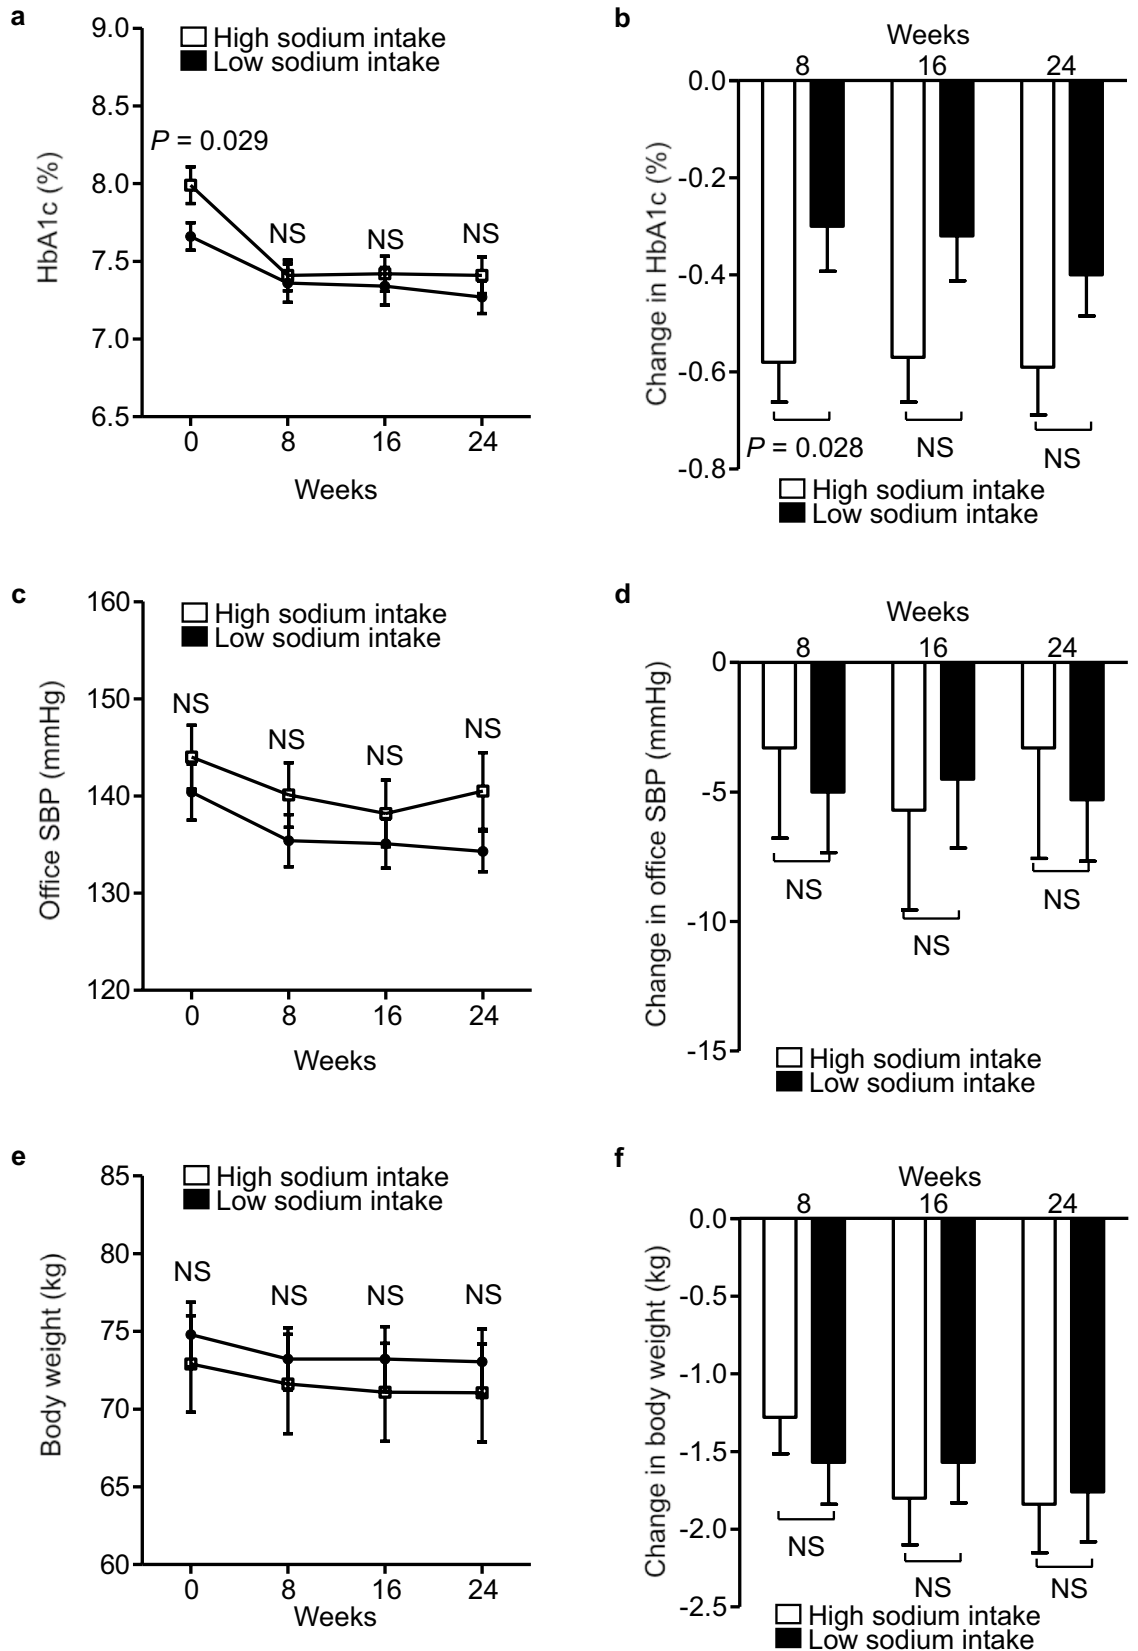 a
9.0
High sodium intake
Low sodium intake
8.5
P = 0.029
8.0
NS NS NS
7.5
7.0
6.5
0 8 16 24
HbA1c (%)
Weeks
b
Weeks
8 16 24
0.0
-0.2
-0.4
-0.6
-0.8
Change in HbA1c (%)
P = 0.028
NS
NS
High sodium intake
Low sodium intake
c
160
High sodium intake
Low sodium intake
150
NS NS NS NS
140
130
120
0 8 16 24
Office SBP (mmHg)
Weeks
d
Weeks
8 16 24
0
-5
-10
-15
Change in office SBP (mmHg)
NS
NS
NS
High sodium intake
Low sodium intake
e
85
High sodium intake
Low sodium intake
80
NS NS NS NS
75
70
65
60
0 8 16 24
Body weight (kg)
Weeks
f
Weeks
8 16 24
0.0
-0.5
-1.0
-1.5
-2.0
-2.5
Change in body weight (kg)
NS
NS
NS
High sodium intake
Low sodium intake